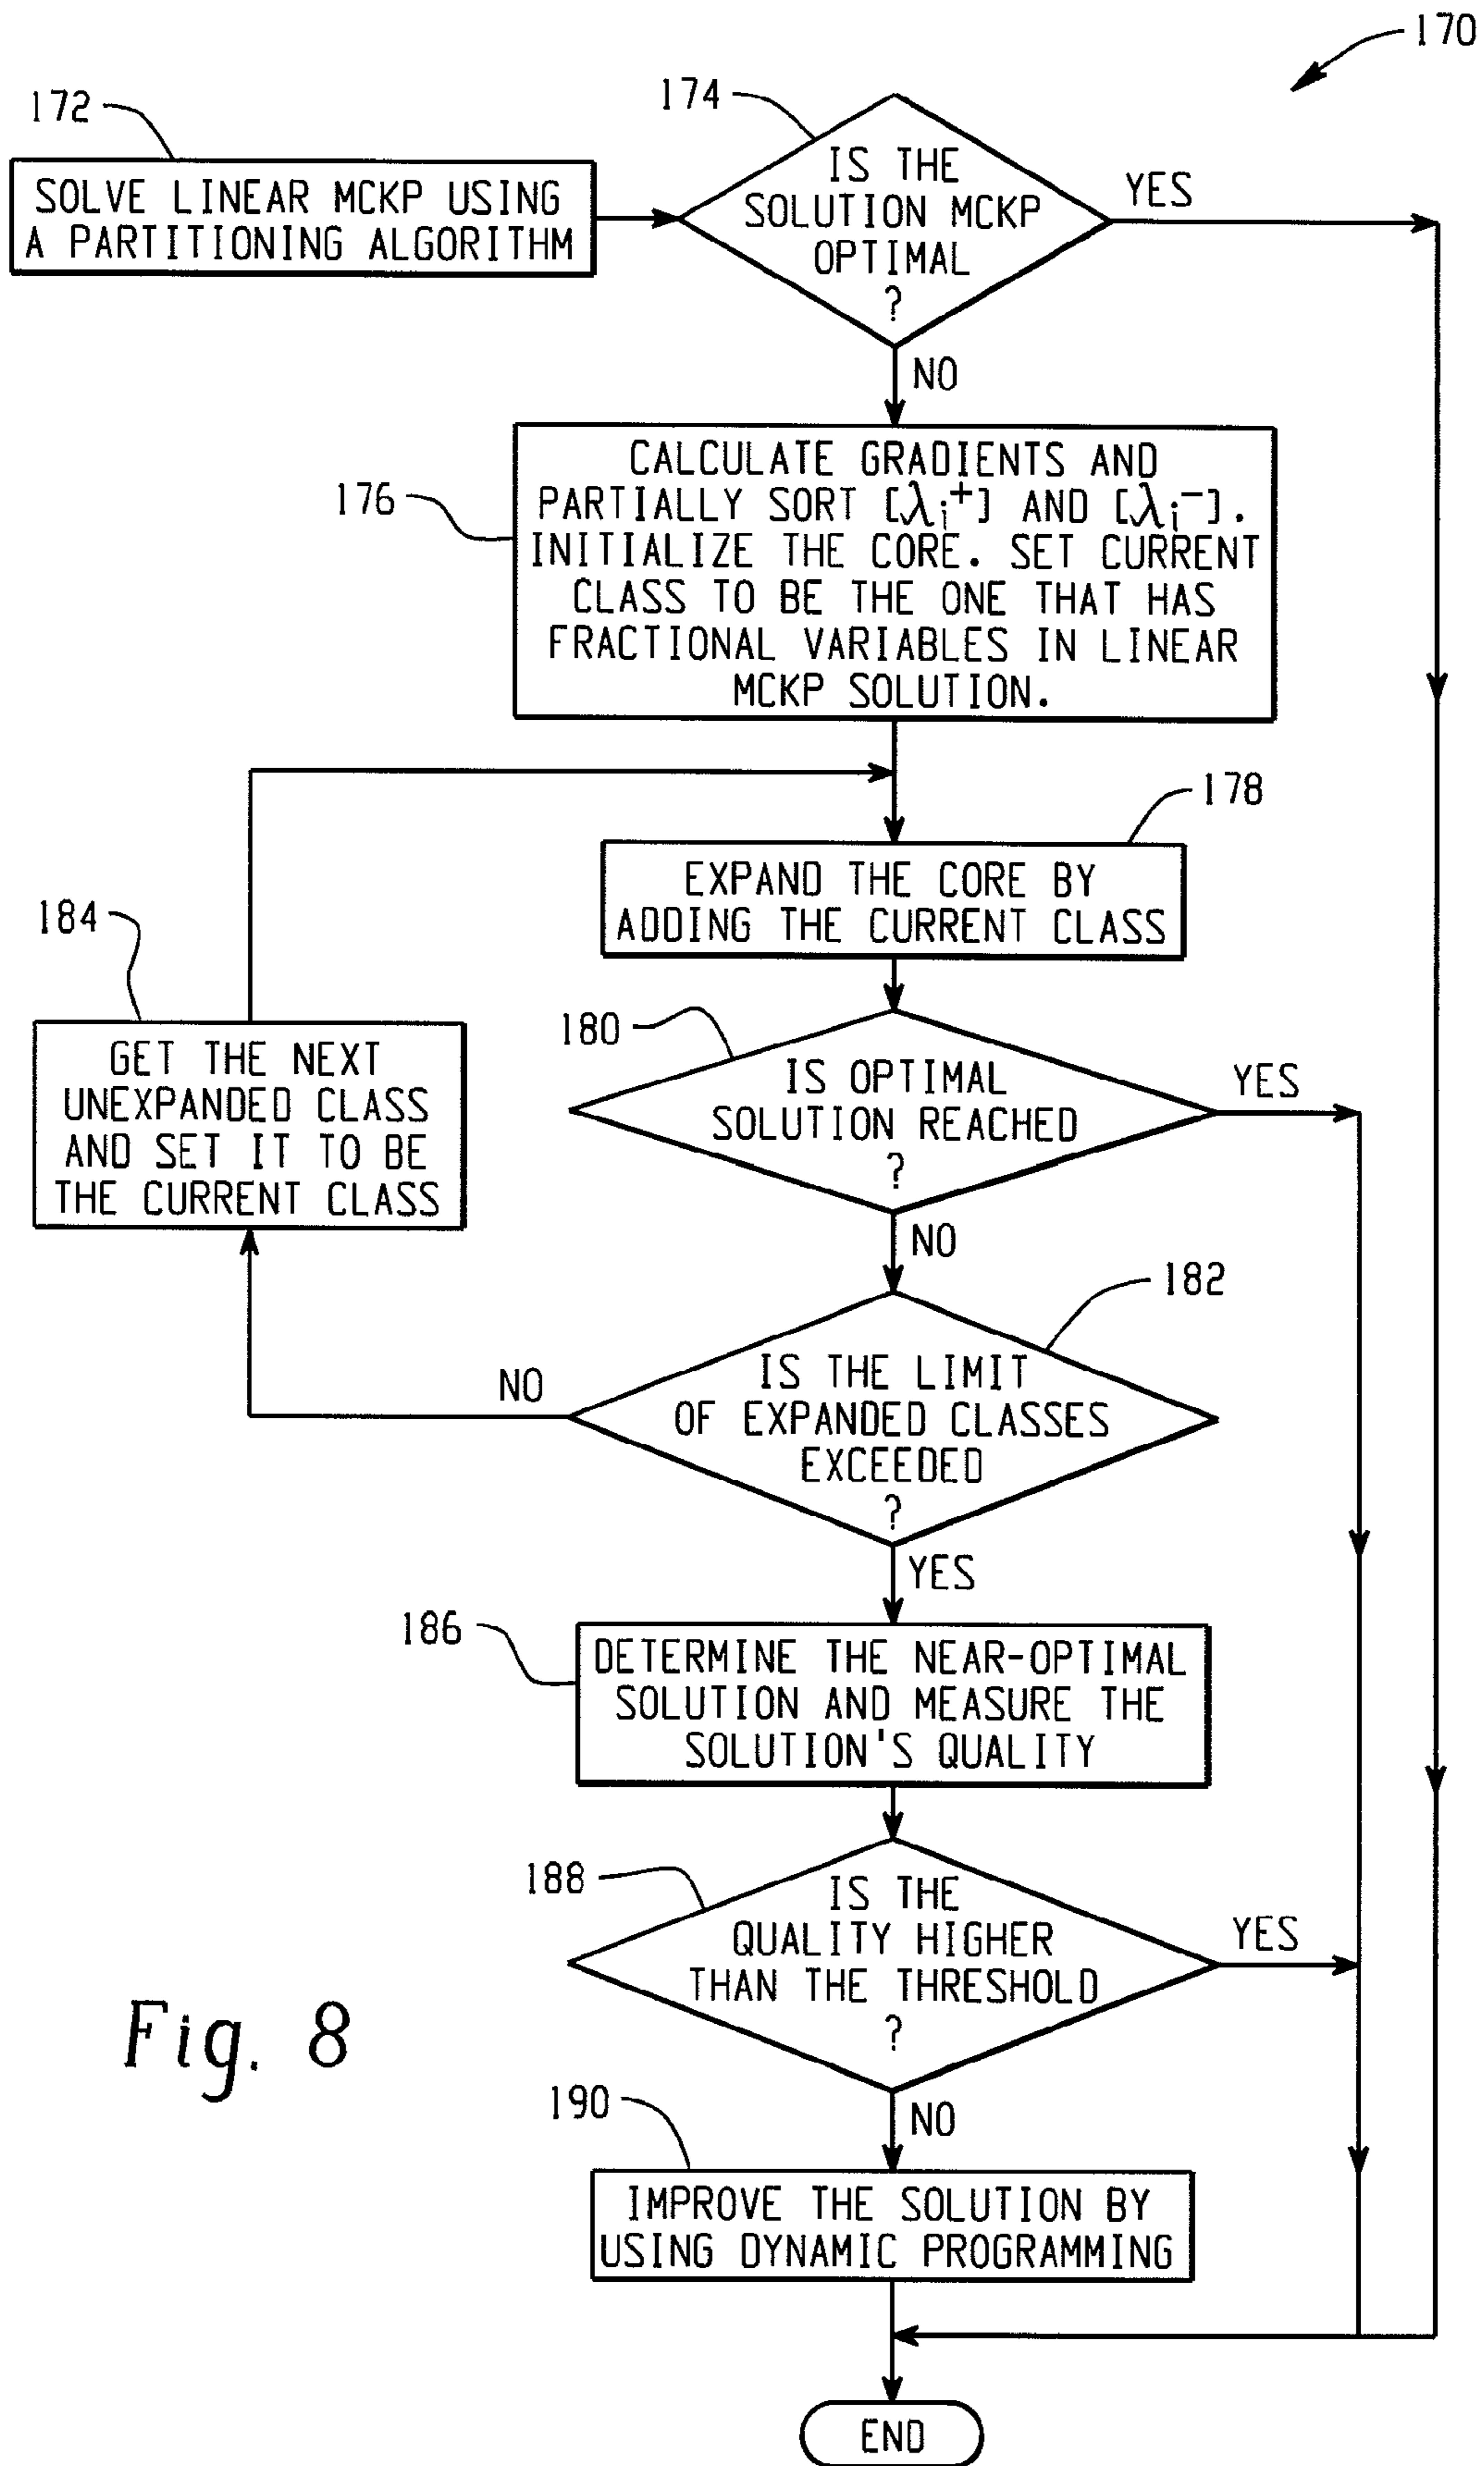 170
172
174
SOLVE LINEAR MCKP USING
A PARTITIONING ALGORITHM
IS THE
SOLUTION MCKP
OPTIMAL
?
YES
NO
176
CALCULATE GRADIENTS AND
PARTIALLY SORT [λi+] AND [λi−].
INITIALIZE THE CORE. SET CURRENT
CLASS TO BE THE ONE THAT HAS
FRACTIONAL VARIABLES IN LINEAR
MCKP SOLUTION.
178
EXPAND THE CORE BY
ADDING THE CURRENT CLASS
184
GET THE NEXT
UNEXPANDED CLASS
AND SET IT TO BE
THE CURRENT CLASS
180
IS OPTIMAL
SOLUTION REACHED
?
YES
NO
182
IS THE LIMIT
OF EXPANDED CLASSES
EXCEEDED
?
NO
YES
186
DETERMINE THE NEAR-OPTIMAL
SOLUTION AND MEASURE THE
SOLUTION'S QUALITY
188
IS THE
QUALITY HIGHER
THAN THE THRESHOLD
?
YES
NO
Fig. 8
190
IMPROVE THE SOLUTION BY
USING DYNAMIC PROGRAMMING
END